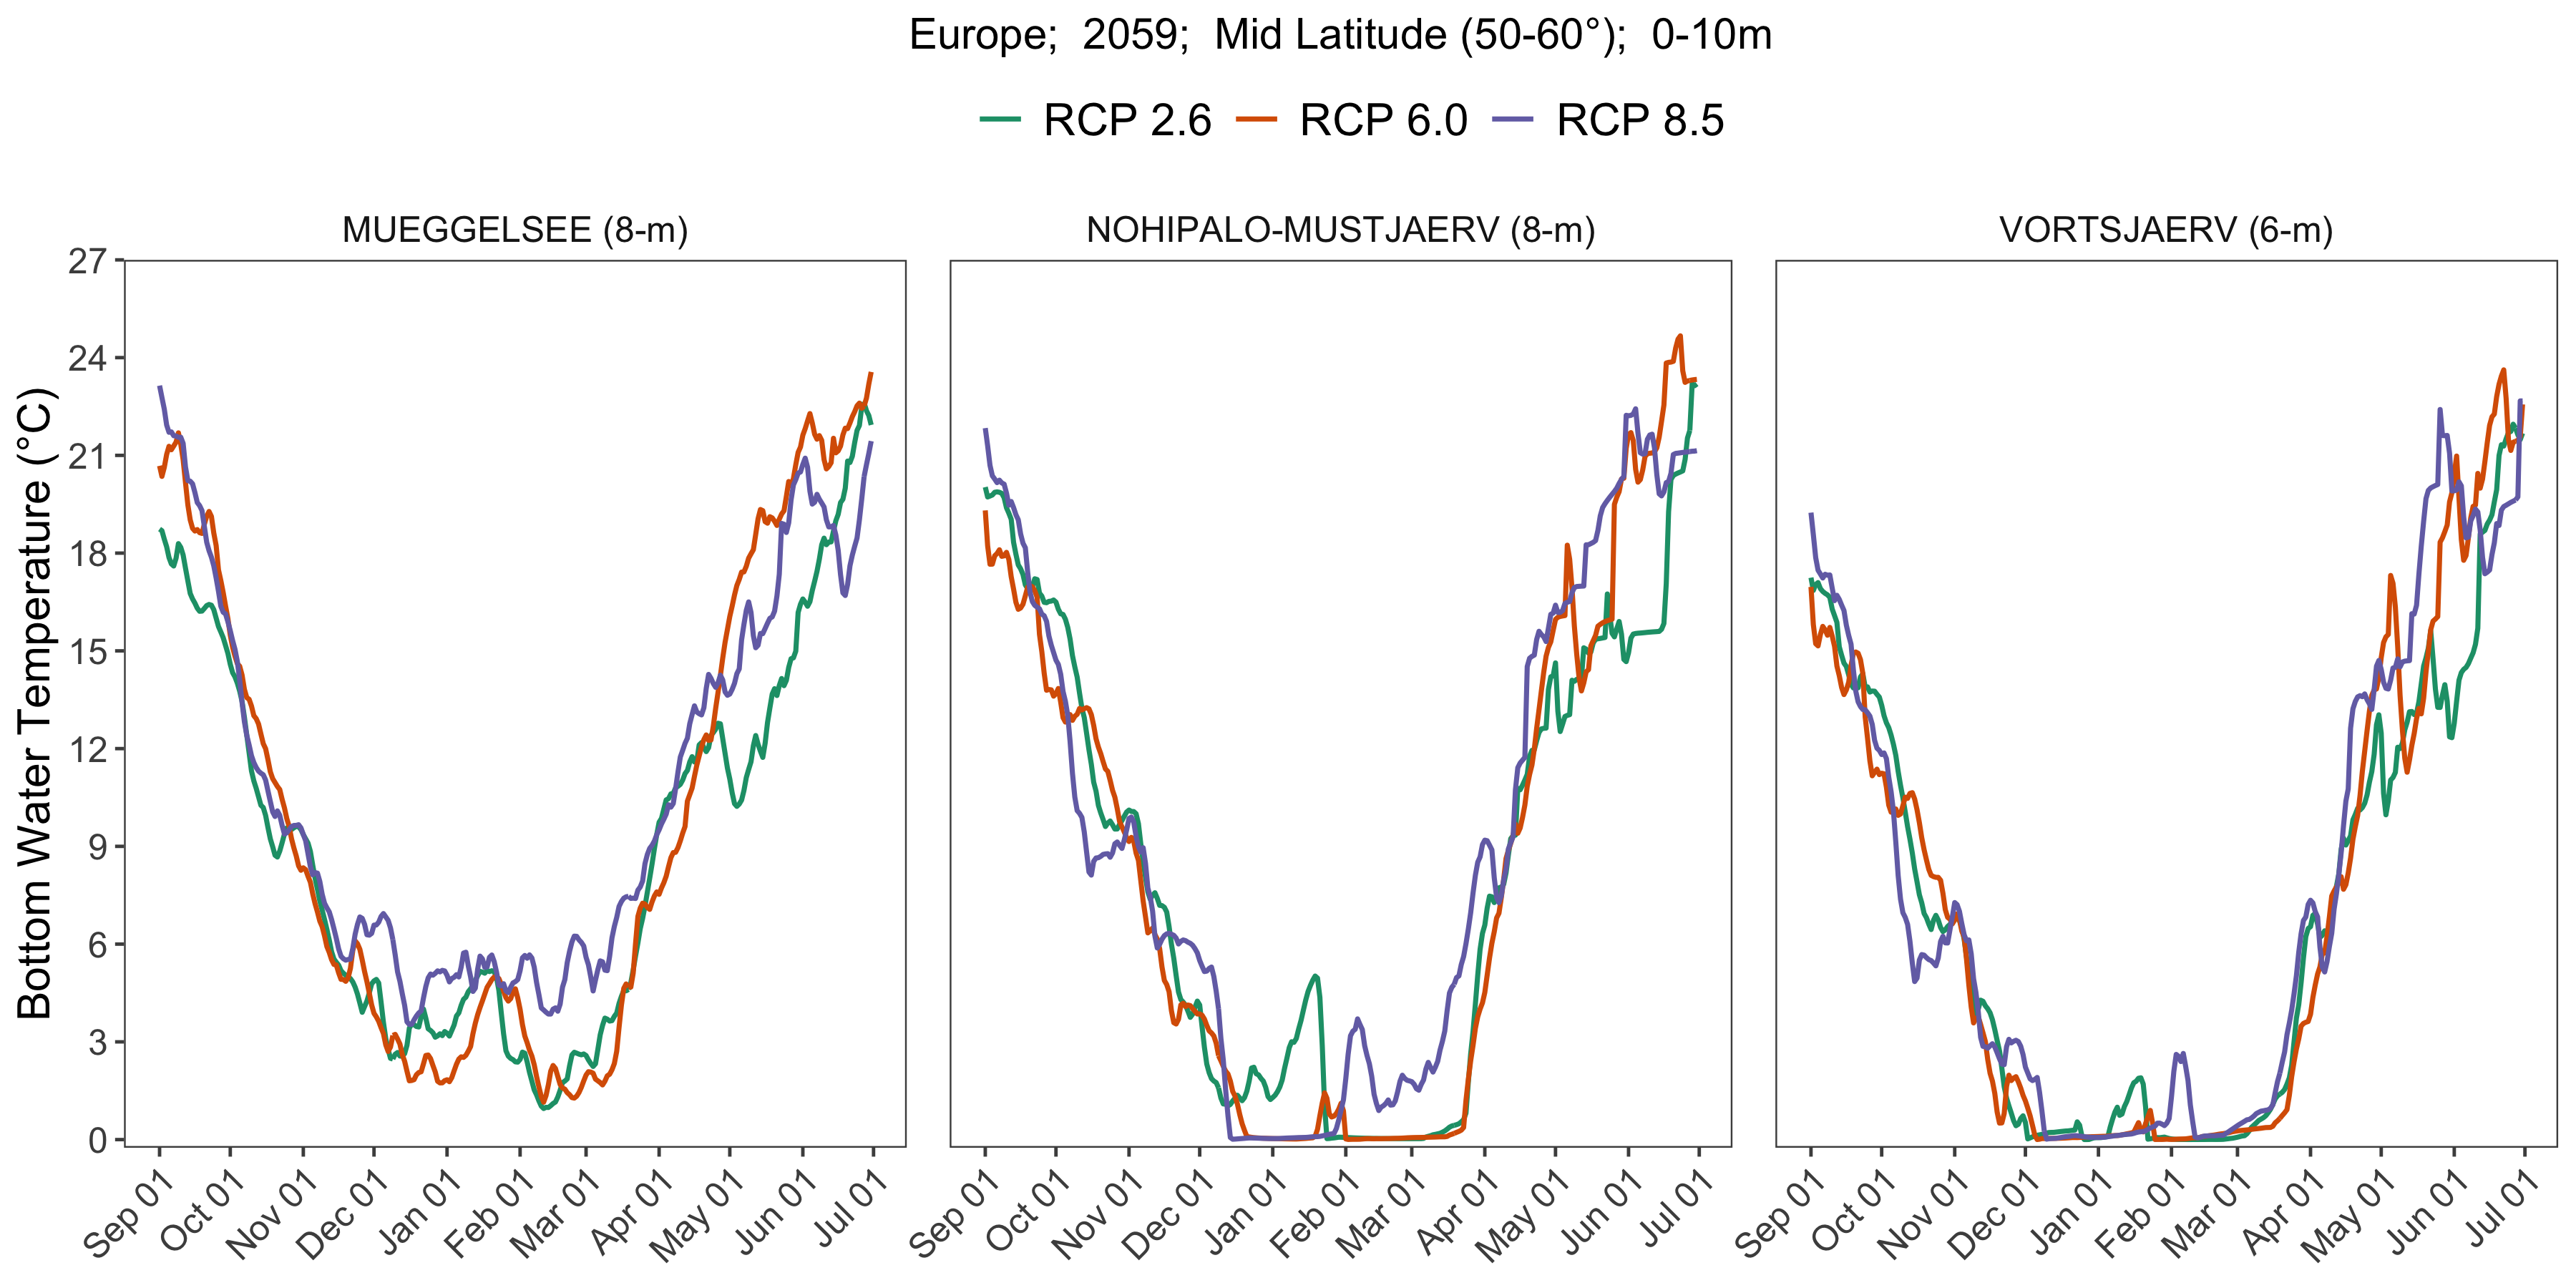 Europe;  2059;  Mid Latitude (50-60°);  0-10m
RCP 2.6 RCP 6.0 RCP 8.5
MUEGGELSEE (8-m) NOHIPALO-MUSTJAERV (8-m) VORTSJAERV (6-m)
Bottom Water Temperature (°C)
27
24
21
18
15
12
9
6
3
0
Sep 01 Oct 01 Nov 01 Dec 01 Jan 01 Feb 01 Mar 01 Apr 01 May 01 Jun 01 Jul 01
Sep 01 Oct 01 Nov 01 Dec 01 Jan 01 Feb 01 Mar 01 Apr 01 May 01 Jun 01 Jul 01
Sep 01 Oct 01 Nov 01 Dec 01 Jan 01 Feb 01 Mar 01 Apr 01 May 01 Jun 01 Jul 01